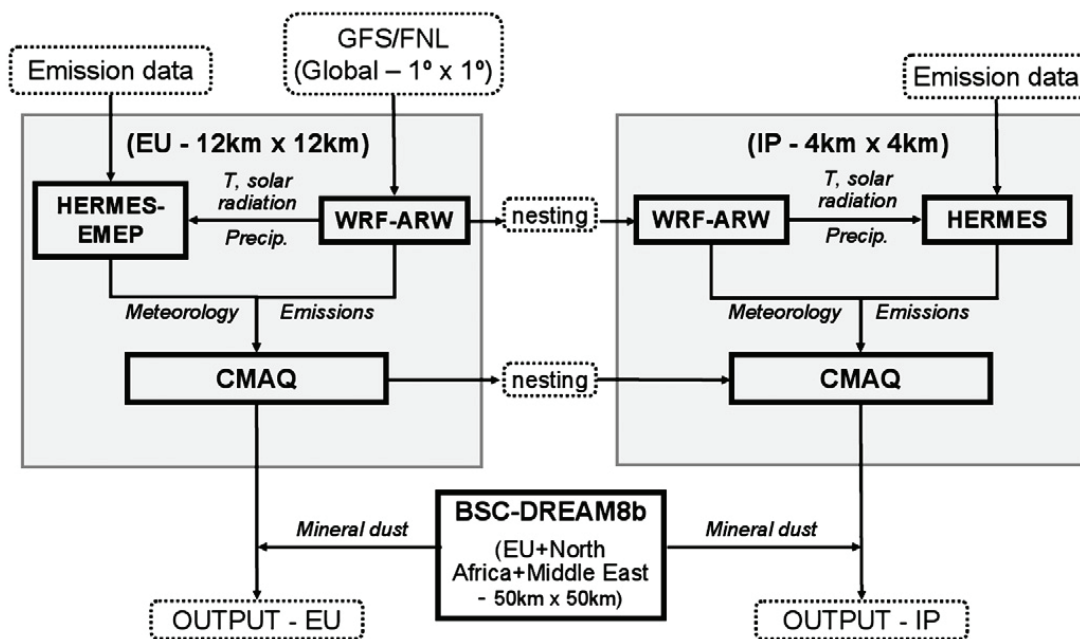 GFS/FNL
(Global – 1º x 1º)
Emission data
Emission data
(EU - 12km x 12km)
(IP - 4km x 4km)
HERMES-
EMEP
T, solar
radiation
Precip.
WRF-ARW
nesting
WRF-ARW
T, solar
radiation
Precip.
HERMES
Meteorology
Emissions
Meteorology
Emissions
CMAQ
nesting
CMAQ
Mineral dust
BSC-DREAM8b
(EU+North
Africa+Middle East
- 50km x 50km)
Mineral dust
OUTPUT - EU
OUTPUT - IP